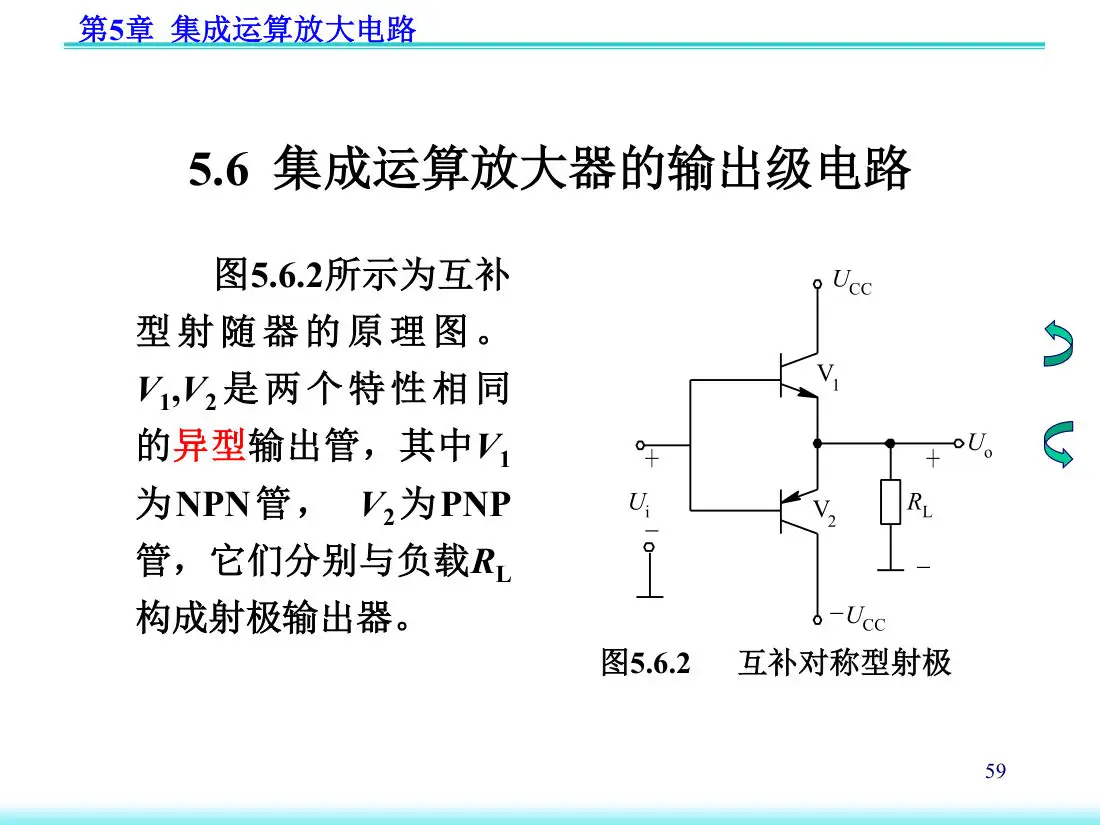 第5章 集成运算放大电路
5.6 集成运算放大器的输出级电路
图5.6.2所示为互补
型射随器的原理图。
V1,V2是两个特性相同
的异型输出管，其中V1
为NPN管， V2为PNP
管，它们分别与负载RL
构成射极输出器。
UCC
V1
+
+
Uo
Ui
V2
RL
−
−
−UCC
图5.6.2 互补对称型射极
59